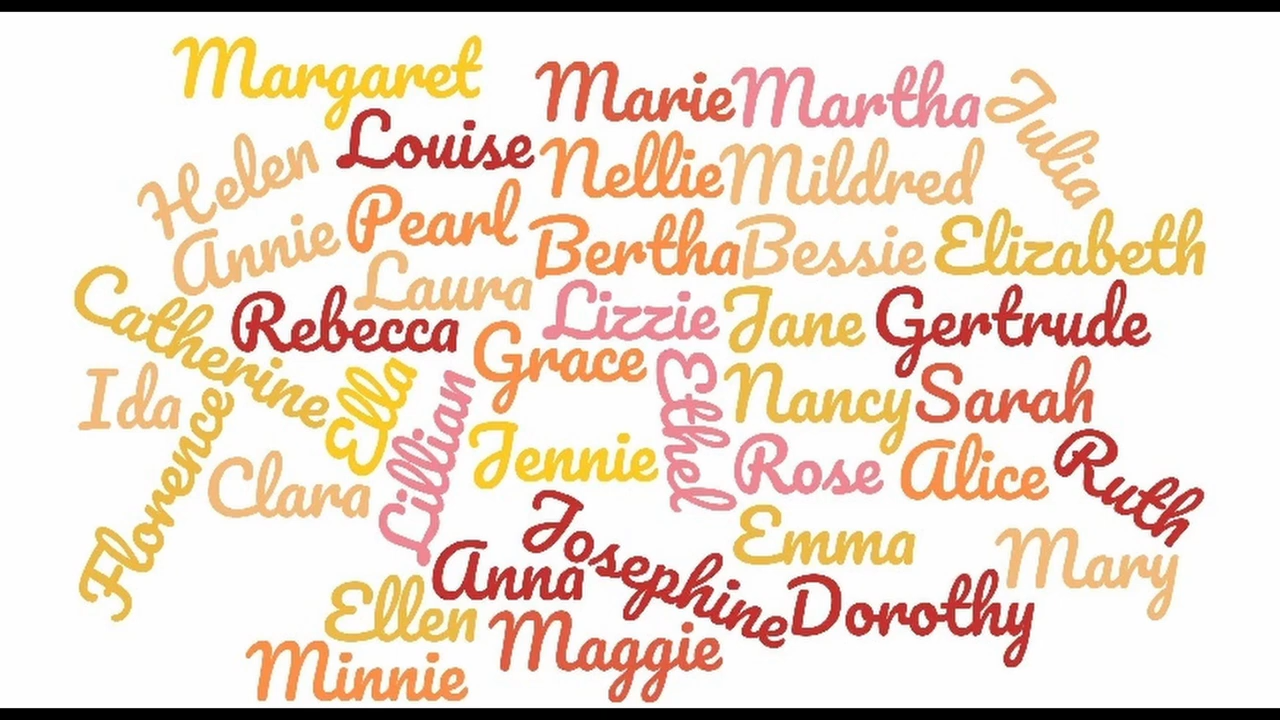 Margaret
Marie Martha
Julia
Helen Louise
Nellie Mildred
Annie Pearl
Bertha Bessie Elizabeth
Catherine
Laura
Rebecca
Lizzie Jane Gertrude
Grace
Ethel
Ida
Ella
Nancy Sarah
Florence
Lillian
Jennie
Rose Alice
Ruth
Clara
Josephine
Emma
Anna
Mary
Ellen
Dorothy
Maggie
Minnie